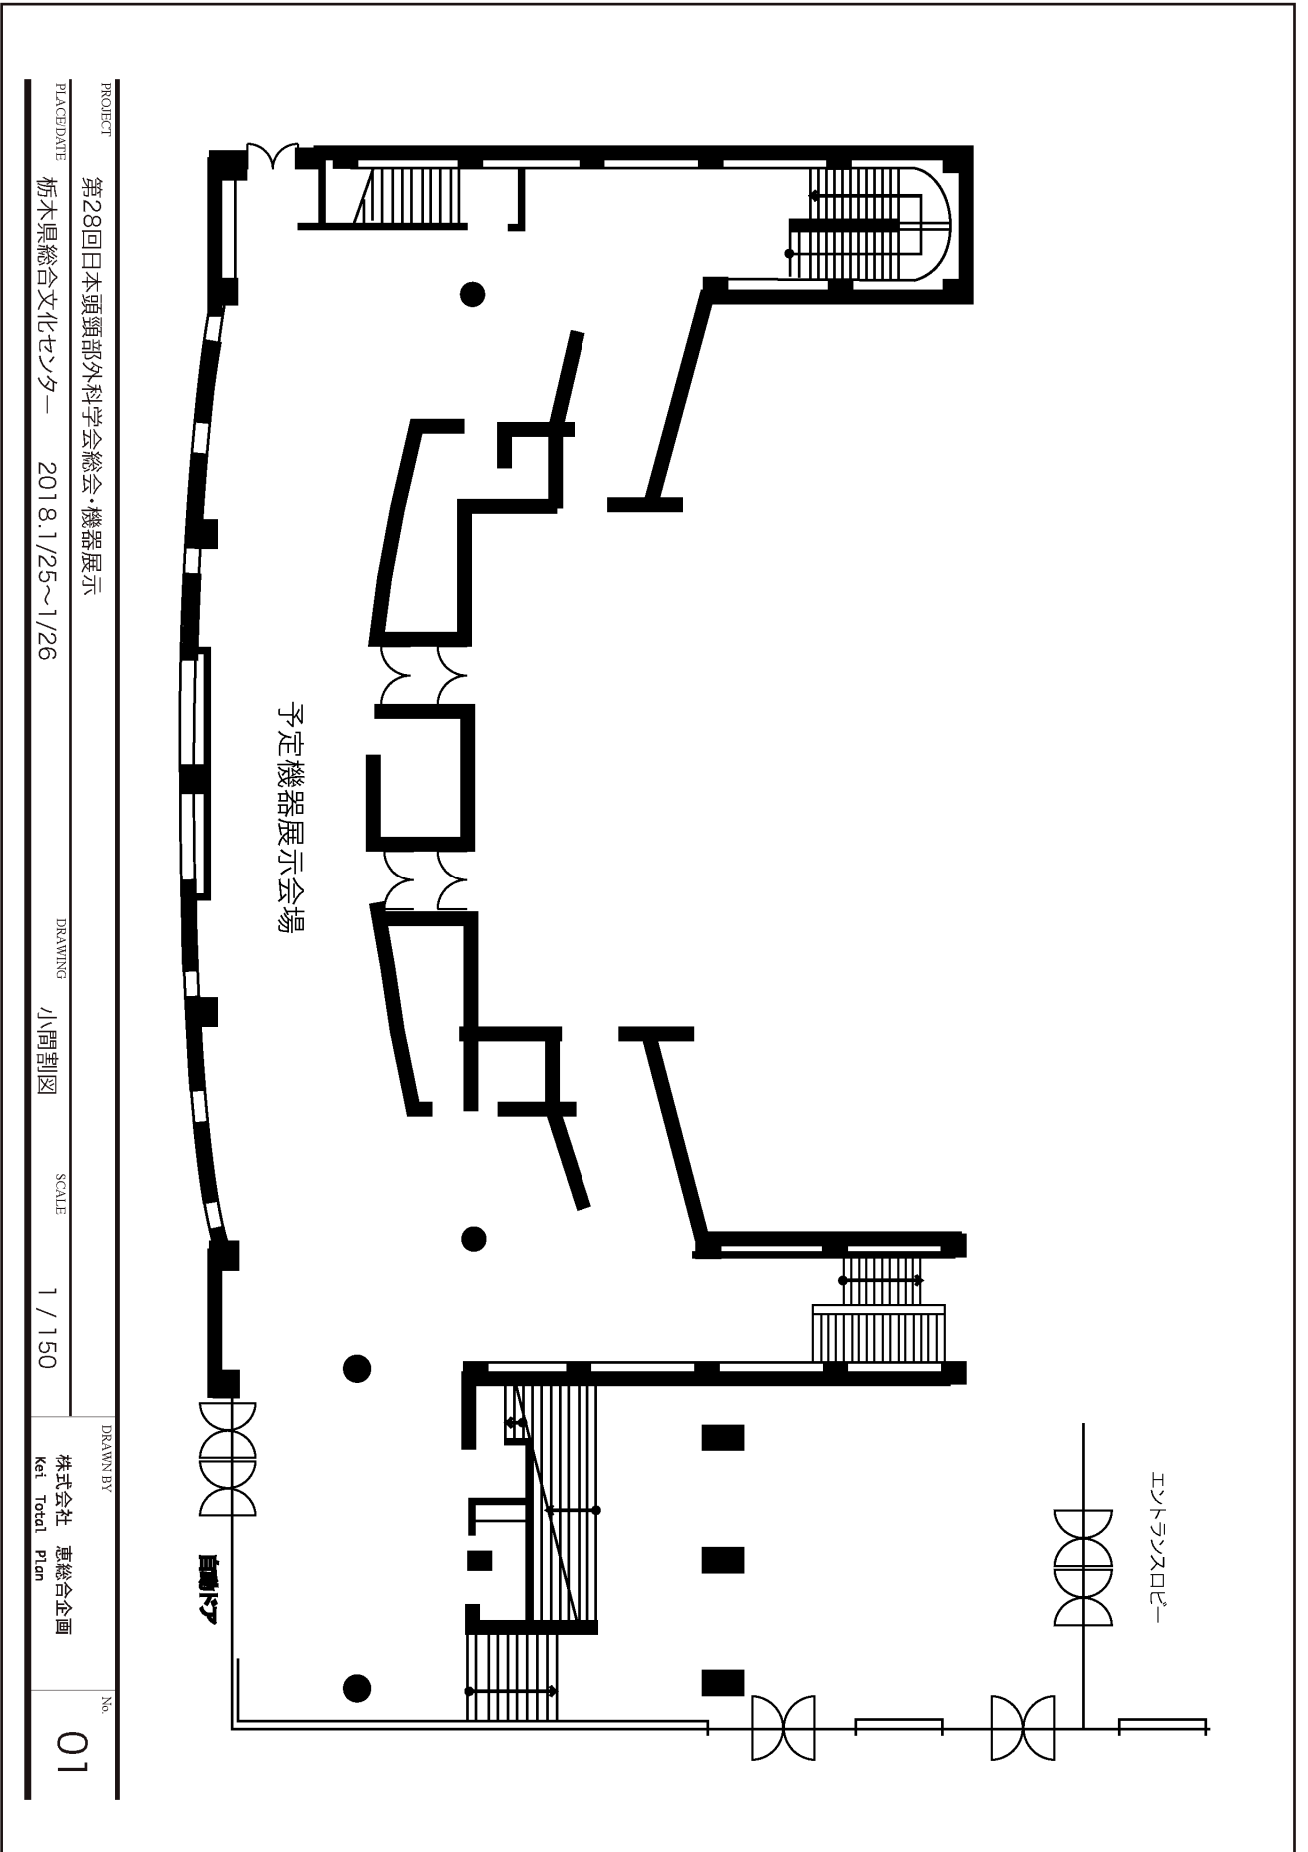 エントランスロビー
予定機器展示会場
自動ドア
PROJECT
第28回日本頭頸部外科学会総会・機器展示
PLACE/DATE
栃木県総合文化センター　2018.1/25～1/26
DRAWING
小間割図
SCALE
1 / 150
DRAWN BY
株式会社　恵総合企画
Kei Total Plan
No.
01